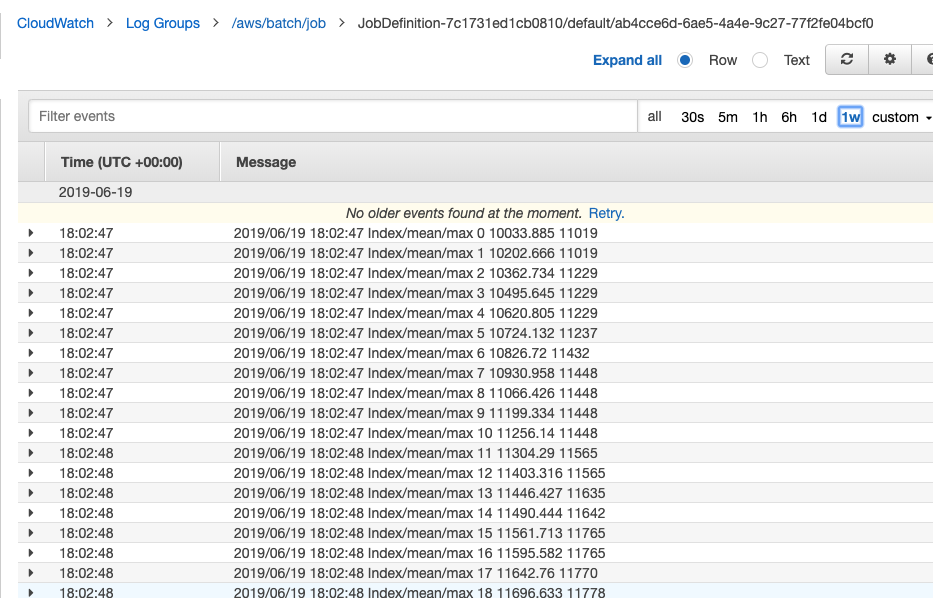 CloudWatch > Log Groups > /aws/batch/job > JobDefinition-7c1731ed1cb0810/default/ab4cce6d-6ae5-4a4e-9c27-77f2fe04bcf0
Expand all Row Text
Filter events all 30s 5m 1h 6h 1d 1w custom
Time (UTC +00:00) Message
2019-06-19
No older events found at the moment. Retry.
18:02:47 2019/06/19 18:02:47 Index/mean/max 0 10033.885 11019
18:02:47 2019/06/19 18:02:47 Index/mean/max 1 10202.666 11019
18:02:47 2019/06/19 18:02:47 Index/mean/max 2 10362.734 11229
18:02:47 2019/06/19 18:02:47 Index/mean/max 3 10495.645 11229
18:02:47 2019/06/19 18:02:47 Index/mean/max 4 10620.805 11229
18:02:47 2019/06/19 18:02:47 Index/mean/max 5 10724.132 11237
18:02:47 2019/06/19 18:02:47 Index/mean/max 6 10826.72 11432
18:02:47 2019/06/19 18:02:47 Index/mean/max 7 10930.958 11448
18:02:47 2019/06/19 18:02:47 Index/mean/max 8 11066.426 11448
18:02:47 2019/06/19 18:02:47 Index/mean/max 9 11199.334 11448
18:02:47 2019/06/19 18:02:47 Index/mean/max 10 11256.14 11448
18:02:48 2019/06/19 18:02:48 Index/mean/max 11 11304.29 11565
18:02:48 2019/06/19 18:02:48 Index/mean/max 12 11403.316 11565
18:02:48 2019/06/19 18:02:48 Index/mean/max 13 11446.427 11635
18:02:48 2019/06/19 18:02:48 Index/mean/max 14 11490.444 11642
18:02:48 2019/06/19 18:02:48 Index/mean/max 15 11561.713 11765
18:02:48 2019/06/19 18:02:48 Index/mean/max 16 11595.582 11765
18:02:48 2019/06/19 18:02:48 Index/mean/max 17 11642.76 11770
18:02:48 2019/06/19 18:02:48 Index/mean/max 18 11696.633 11778